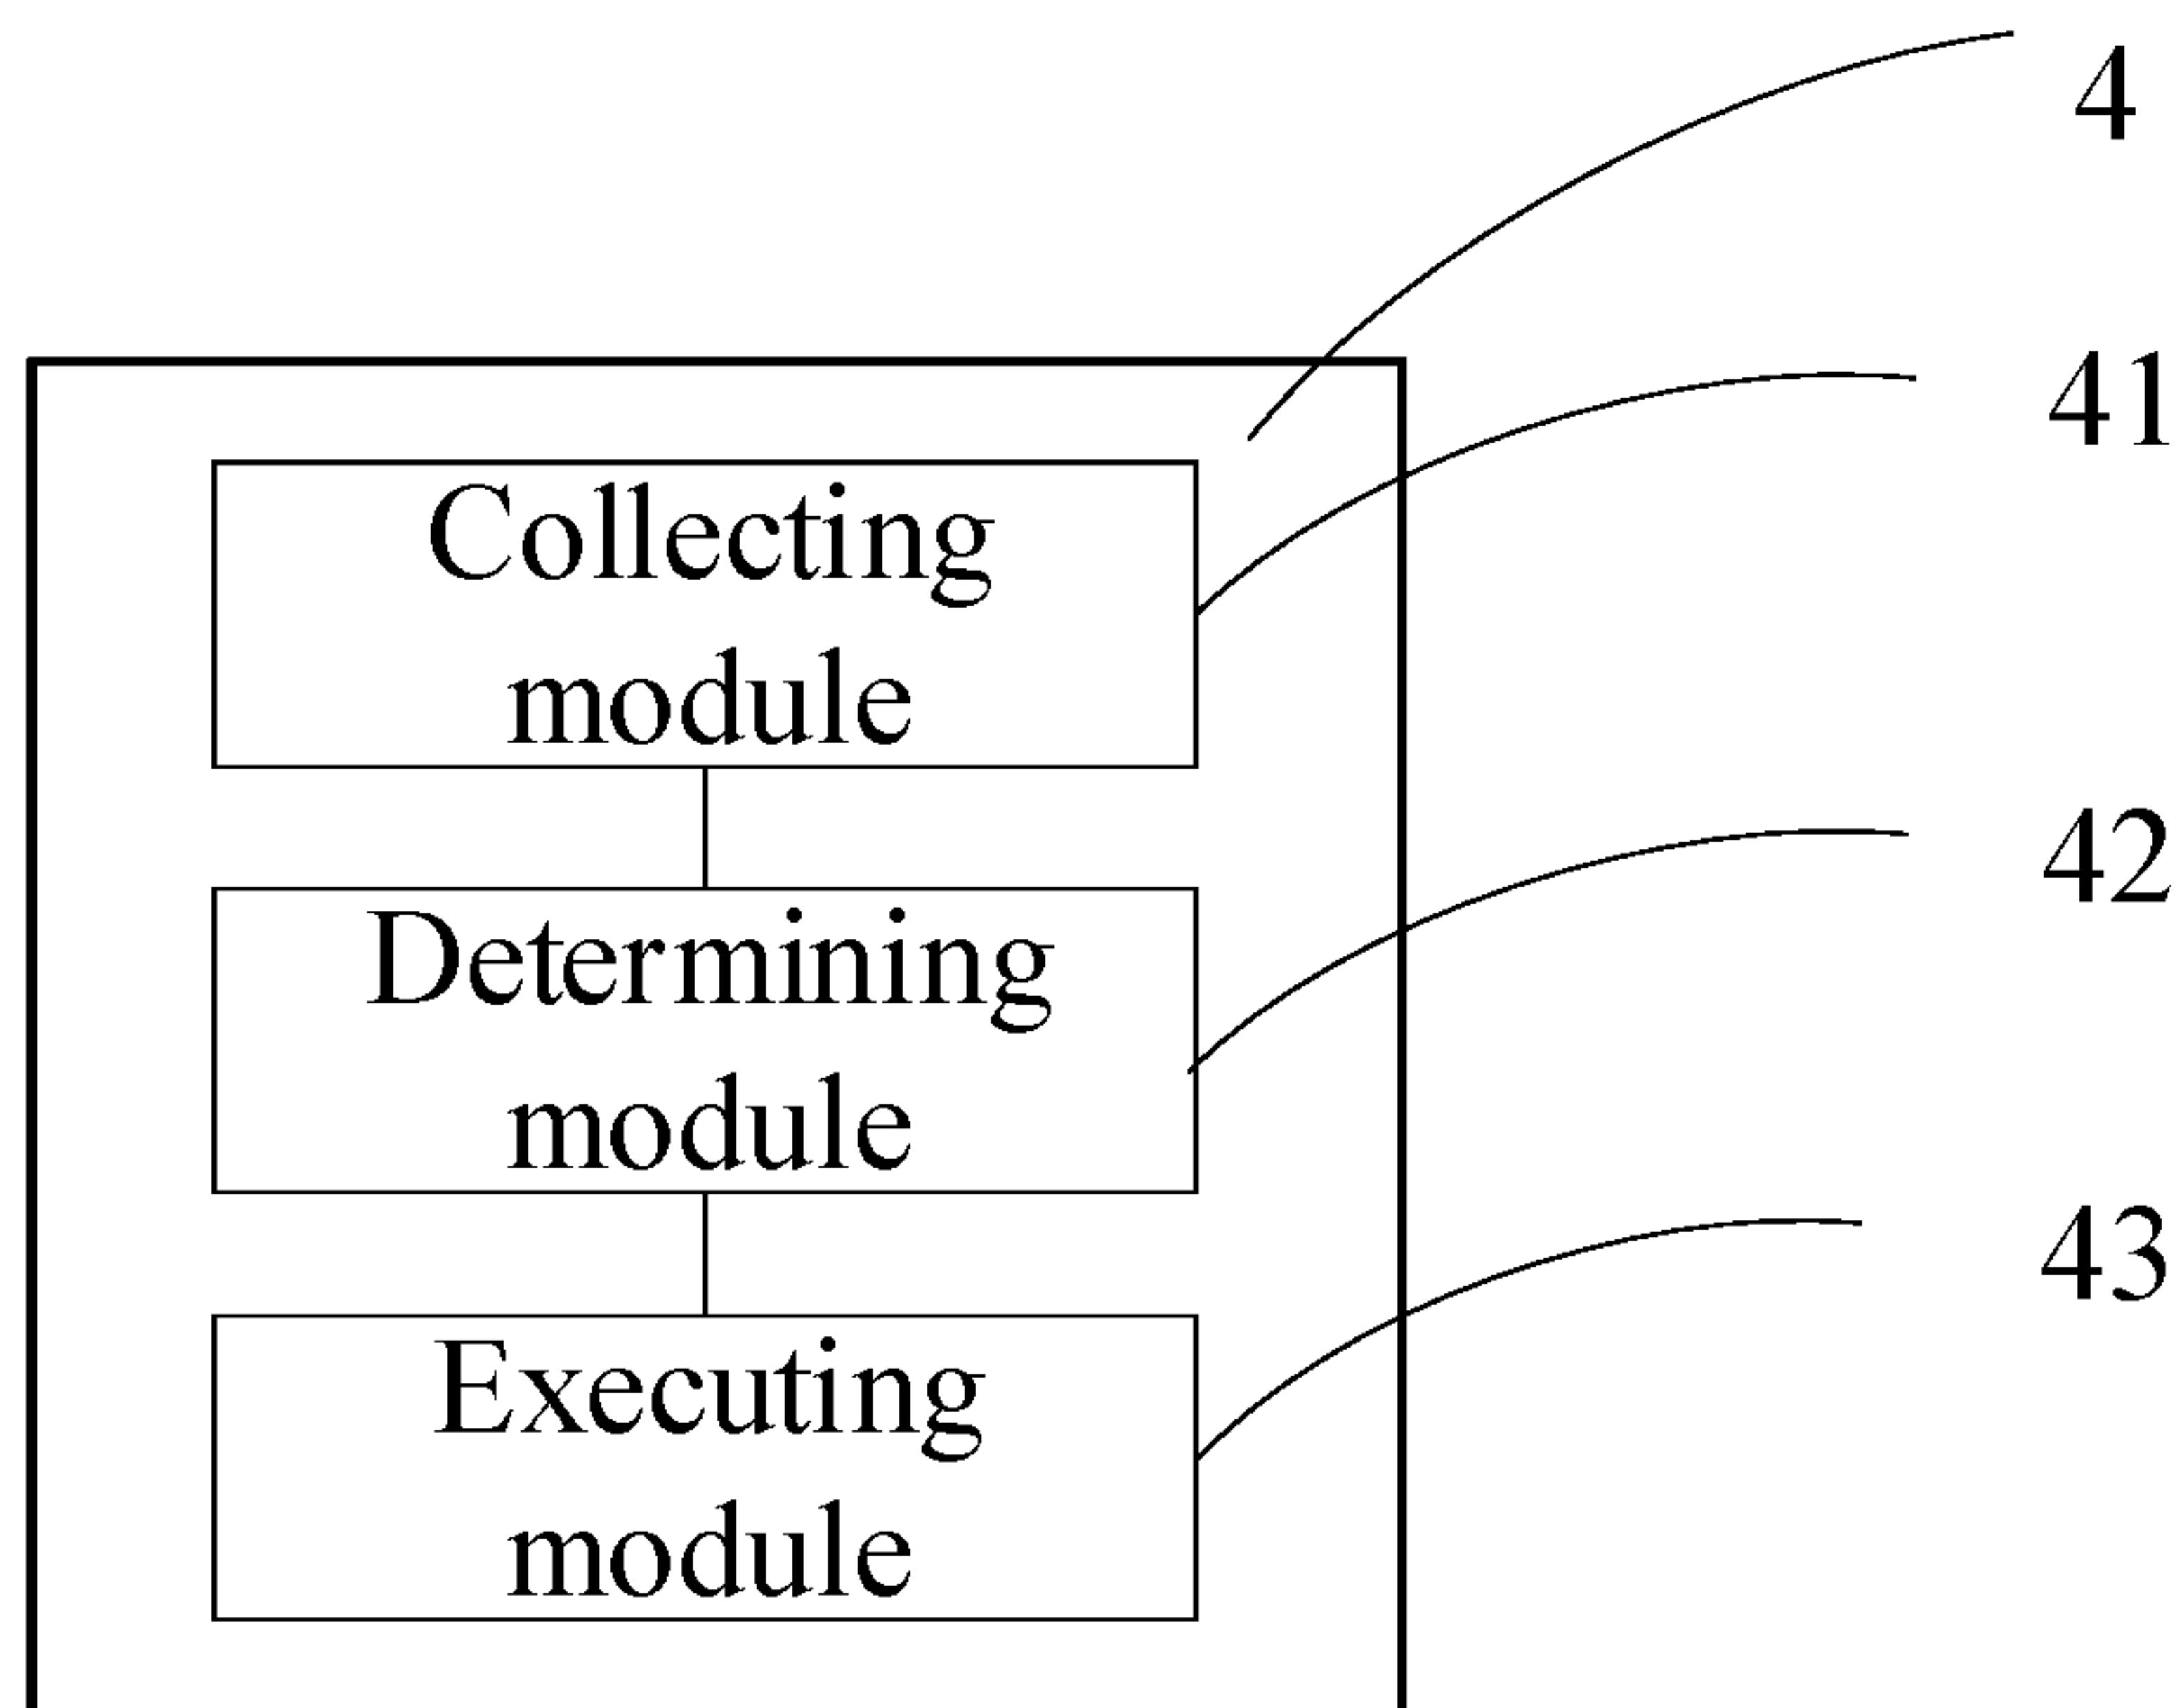 4
41
Collecting
module
42
Determining
module
43
Executing
module